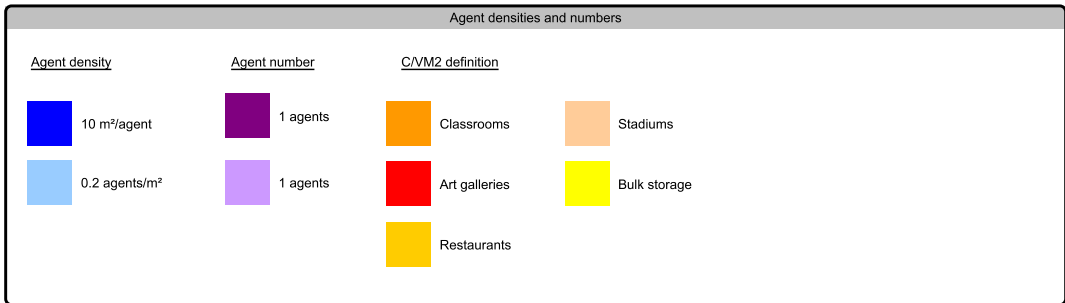 Agent densities and numbers
Agent density
Agent number
C/VM2 definition
10 m²/agent
1 agents
Classrooms
Stadiums
0.2 agents/m²
1 agents
Art galleries
Bulk storage
Restaurants